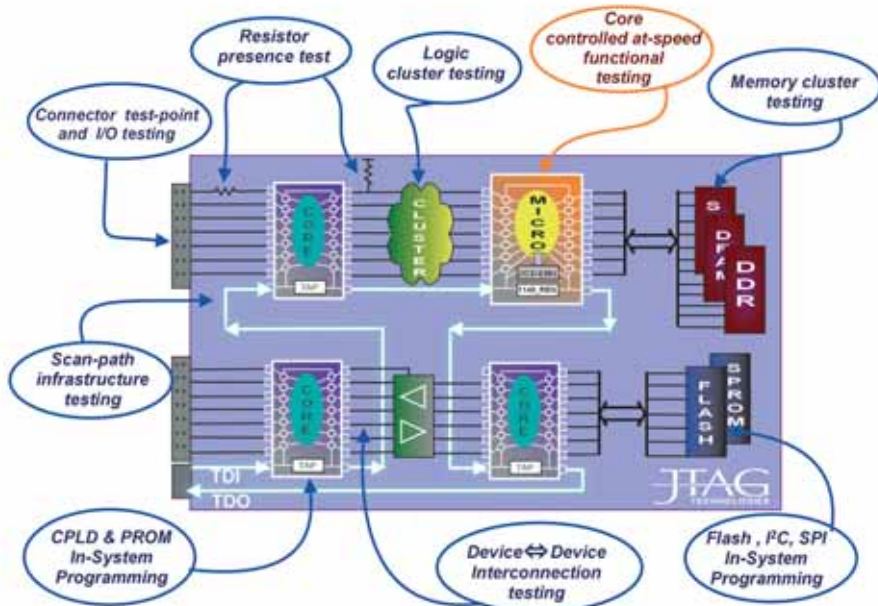 Resistor
presence test
Logic
cluster testing
Core
controlled at-speed
functional
testing
Memory cluster
testing
Connector test-point
and I/O testing
CORE
TAP
CLUSTER
MICRO
S
DRAM
DDR
Scan-path
infrastructure
testing
CORE
TAP
CORE
TAP
FLASH
SPROM
TDI
TDO
JTAG
TECHNOLOGIES
CPLD & PROM
In-System
Programming
Device⇔Device
Interconnection
testing
Flash , I²C, SPI
In-System
Programming